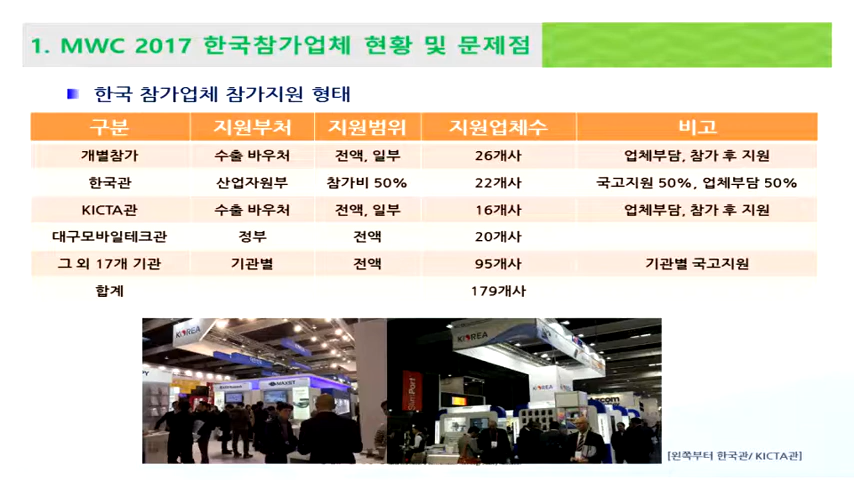 1. MWC 2017 한국참가업체 현황 및 문제점
한국 참가업체 참가지원 형태
구분 지원부처 지원범위 지원업체수 비고
개별참가 수출 바우처 전액, 일부 26개사 업체부담, 참가 후 지원
한국관 산업자원부 참가비 50% 22개사 국고지원 50%, 업체부담 50%
KICTA관 수출 바우처 전액, 일부 16개사 업체부담, 참가 후 지원
대구모바일테크관 정부 전액 20개사
그 외 17개 기관 기관별 전액 95개사 기관별 국고지원
합계 179개사
KOREA
KOREA
KOREA
[왼쪽부터 한국관/ KICTA관]